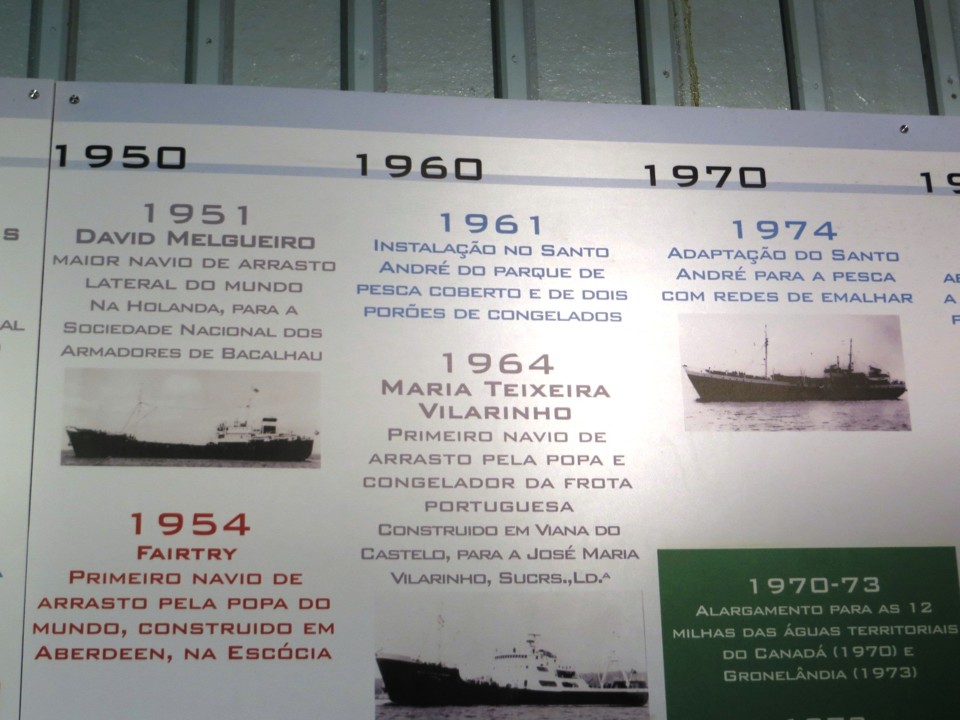 1950
1951
David Melgueiro
maior navio de arrasto
lateral do mundo
Na Holanda, para a
Sociedade Nacional dos
Armadores de Bacalhau
1954
Fairtry
Primeiro navio de
arrasto pela popa do
mundo, construido em
Aberdeen, na Escócia
1960
1961
Instalação no Santo
André do parque de
pesca coberto e de dois
porões de congelados
1964
Maria Teixeira
Vilarinho
Primeiro navio de
arrasto pela popa e
congelador da frota
portuguesa
Construido em Viana do
Castelo, para a José Maria
Vilarinho, Sucrs.,Ld.ª
1970
1974
Adaptação do Santo
André para a pesca
com redes de emalhar
1970-73
Alargamento para as 12
milhas das águas territoriais
do Canadá (1970) e
Gronelândia (1973)